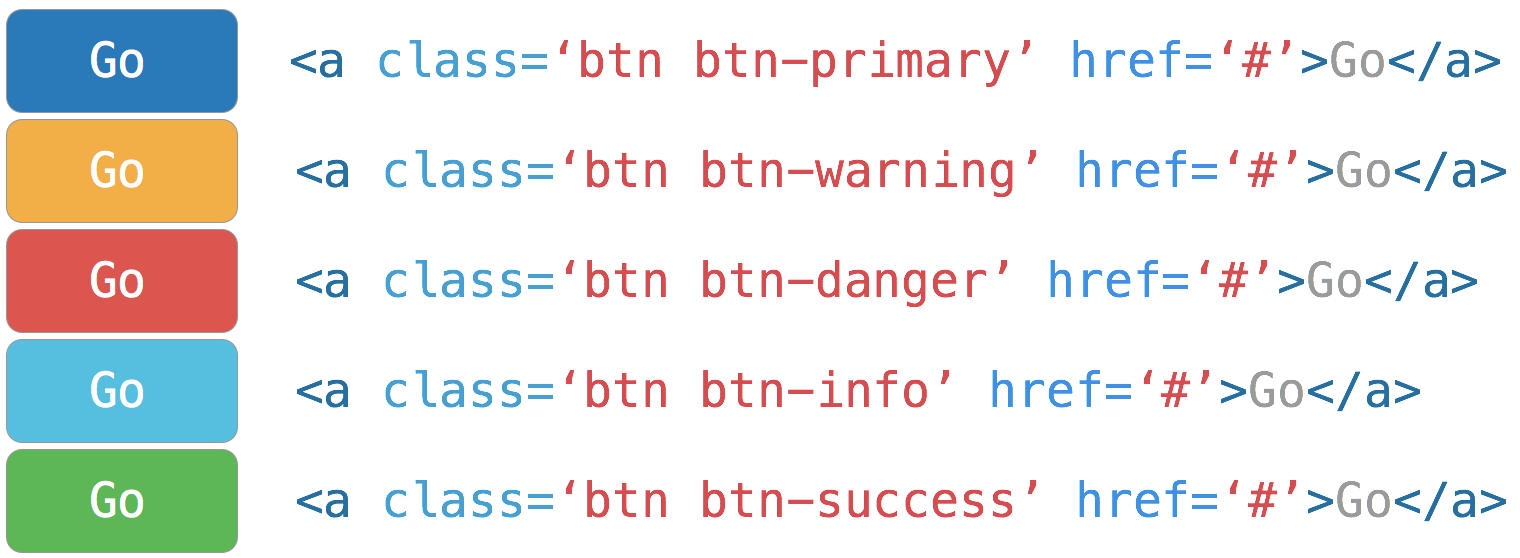 Go <a class=‘btn btn-primary’ href=‘#’>Go</a>
Go <a class=‘btn btn-warning’ href=‘#’>Go</a>
Go <a class=‘btn btn-danger’ href=‘#’>Go</a>
Go <a class=‘btn btn-info’ href=‘#’>Go</a>
Go <a class=‘btn btn-success’ href=‘#’>Go</a>